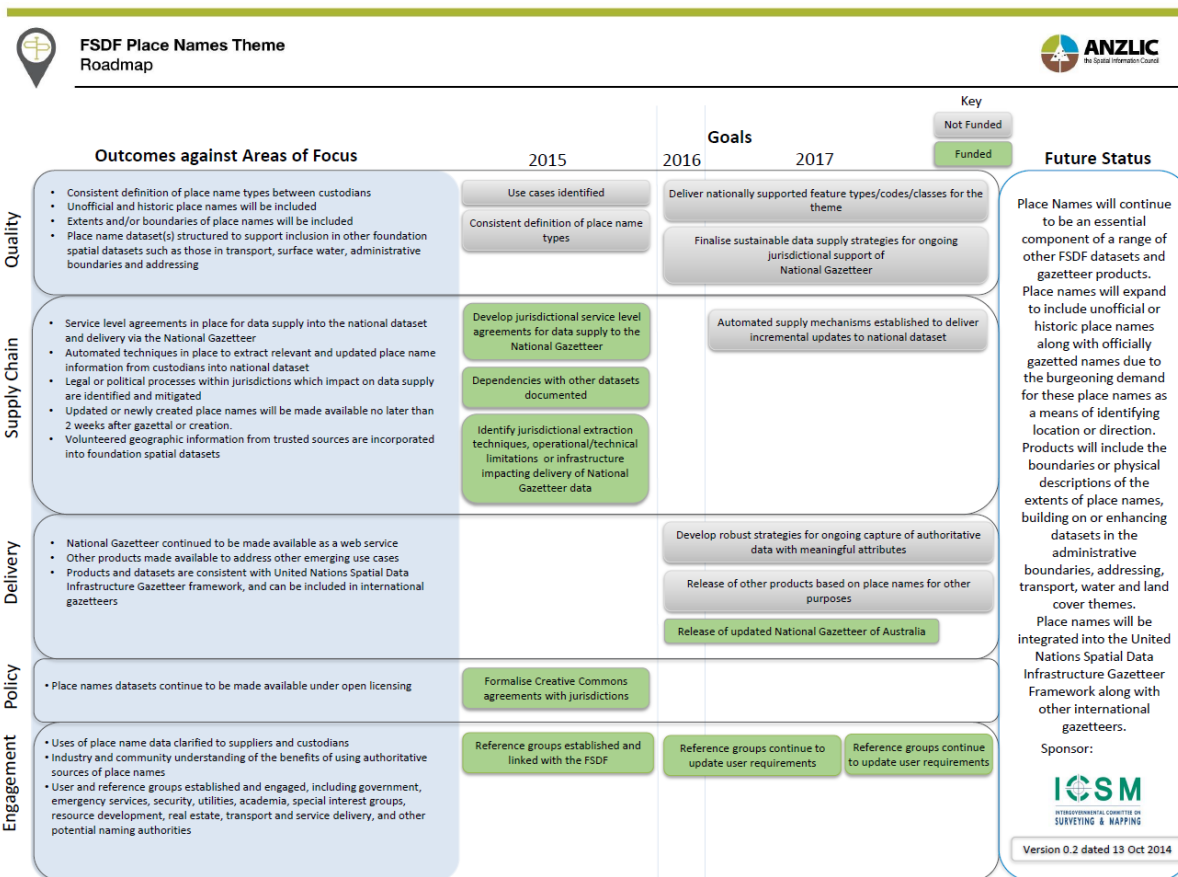 FSDF Place Names Theme
Roadmap
ANZLIC
the Spatial Information Council
Key
Not Funded
Funded
Outcomes against Areas of Focus
Goals
2015
2016
2017
Future Status
Quality
• Consistent definition of place name types between custodians
• Unofficial and historic place names will be included
• Extents and/or boundaries of place names will be included
• Place name dataset(s) structured to support inclusion in other foundation
spatial datasets such as those in transport, surface water, administrative
boundaries and addressing
Use cases identified
Consistent definition of place name
types
Deliver nationally supported feature types/codes/classes for the
theme
Finalise sustainable data supply strategies for ongoing
jurisdictional support of
National Gazetteer
Supply Chain
• Service level agreements in place for data supply into the national dataset
and delivery via the National Gazetteer
• Automated techniques in place to extract relevant and updated place name
information from custodians into national dataset
• Legal or political processes within jurisdictions which impact on data supply
are identified and mitigated
• Updated or newly created place names will be made available no later than
2 weeks after gazettal or creation.
• Volunteered geographic information from trusted sources are incorporated
into foundation spatial datasets
Develop jurisdictional service level
agreements for data supply to the
National Gazetteer
Dependencies with other datasets
documented
Identify jurisdictional extraction
techniques, operational/technical
limitations or infrastructure
impacting delivery of National
Gazetteer data
Automated supply mechanisms established to deliver
incremental updates to national dataset
Delivery
• National Gazetteer continued to be made available as a web service
• Other products made available to address other emerging use cases
• Products and datasets are consistent with United Nations Spatial Data
Infrastructure Gazetteer framework, and can be included in international
gazetteers
Develop robust strategies for ongoing capture of authoritative
data with meaningful attributes
Release of other products based on place names for other
purposes
Release of updated National Gazetteer of Australia
Policy
• Place names datasets continue to be made available under open licensing
Formalise Creative Commons
agreements with jurisdictions
Engagement
• Uses of place name data clarified to suppliers and custodians
• Industry and community understanding of the benefits of using authoritative
sources of place names
• User and reference groups established and engaged, including government,
emergency services, security, utilities, academia, special interest groups,
resource development, real estate, transport and service delivery, and other
potential naming authorities
Reference groups established and
linked with the FSDF
Reference groups continue to
update user requirements
Reference groups continue
to update user requirements
Place Names will continue
to be an essential
component of a range of
other FSDF datasets and
gazetteer products.
Place names will expand
to include unofficial or
historic place names
along with officially
gazetted names due to
the burgeoning demand
for these place names as
a means of identifying
location or direction.
Products will include the
boundaries or physical
descriptions of the
extents of place names,
building on or enhancing
datasets in the
administrative
boundaries, addressing,
transport, water and land
cover themes.
Place names will be
integrated into the United
Nations Spatial Data
Infrastructure Gazetteer
Framework along with
other international
gazetteers.
Sponsor:
ICSM
INTERGOVERNMENTAL COMMITTEE ON
SURVEYING & MAPPING
Version 0.2 dated 13 Oct 2014